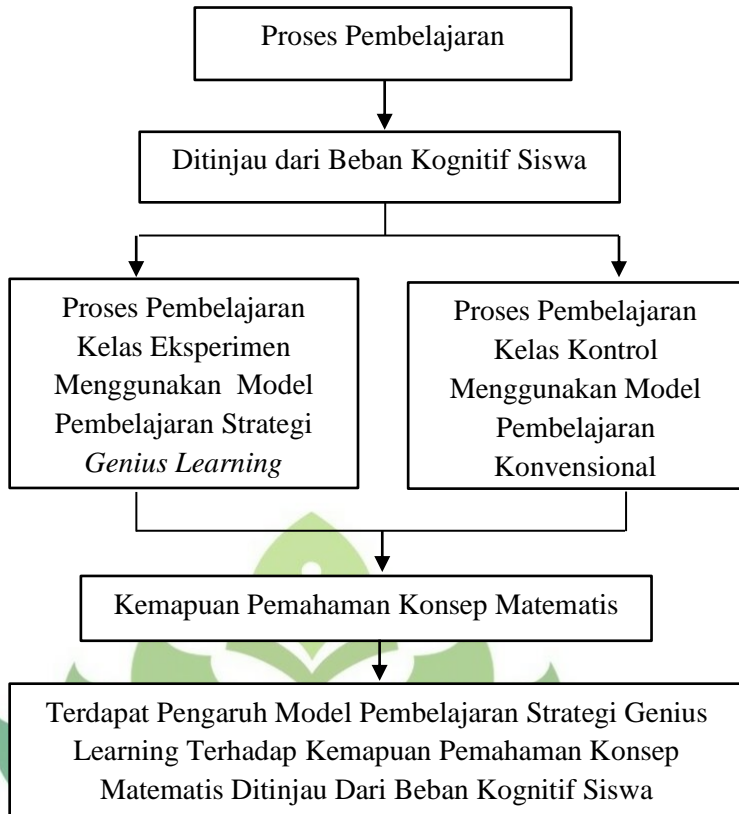 Proses Pembelajaran
Ditinjau dari Beban Kognitif Siswa
Proses Pembelajaran
Kelas Eksperimen
Menggunakan Model
Pembelajaran Strategi
Genius Learning
Proses Pembelajaran
Kelas Kontrol
Menggunakan Model
Pembelajaran
Konvensional
Kemapuan Pemahaman Konsep Matematis
Terdapat Pengaruh Model Pembelajaran Strategi Genius
Learning Terhadap Kemapuan Pemahaman Konsep
Matematis Ditinjau Dari Beban Kognitif Siswa